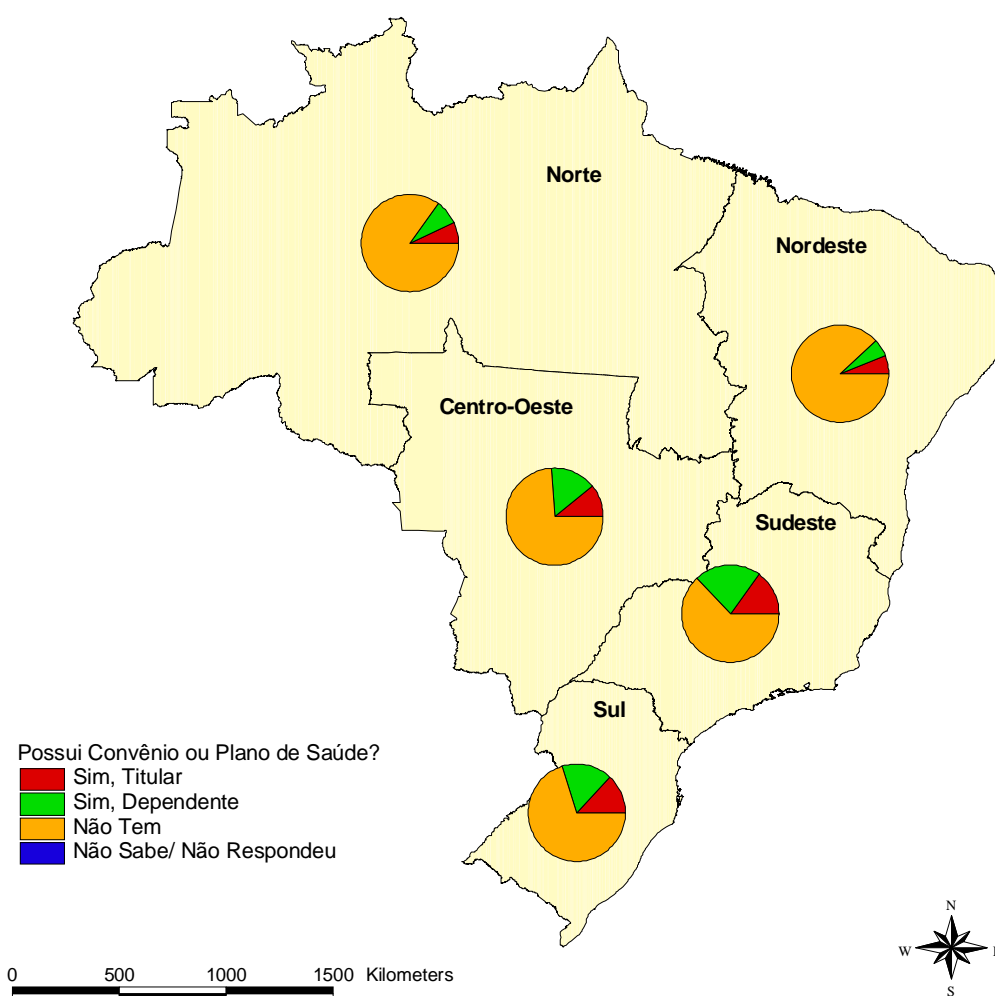 Norte
Nordeste
Centro-Oeste
Sudeste
Sul
Possui Convênio ou Plano de Saúde?
Sim, Titular
Sim, Dependente
Não Tem
Não Sabe/ Não Respondeu
0 500 1000 1500 Kilometers
N
W
S